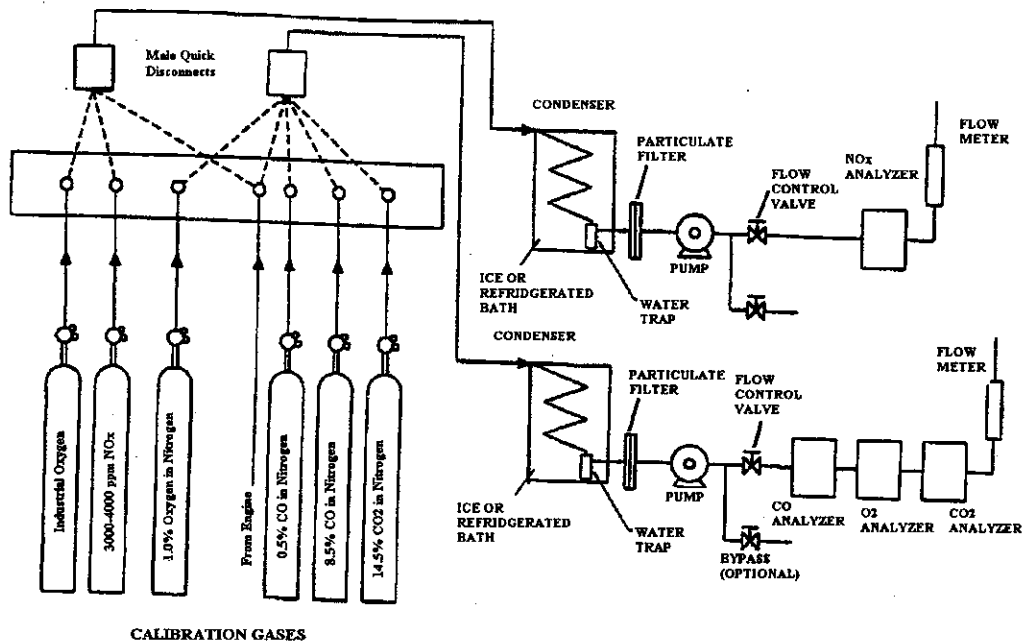 Male Quick
Disconnects
CONDENSER
PARTICULATE
FILTER
FLOW
CONTROL
VALVE
NOx
ANALYZER
FLOW
METER
PUMP
ICE OR
REFRIDGERATED
BATH
WATER
TRAP
CONDENSER
PARTICULATE
FILTER
FLOW
CONTROL
VALVE
FLOW
METER
PUMP
CO
ANALYZER
O2
ANALYZER
CO2
ANALYZER
ICE OR
REFRIDGERATED
BATH
WATER
TRAP
BYPASS
(OPTIONAL)
Industrial Oxygen
3000-4000 ppm NOx
1.0% Oxygen in Nitrogen
From Engine
0.5% CO in Nitrogen
8.5% CO in Nitrogen
14.5% CO2 in Nitrogen
CALIBRATION GASES